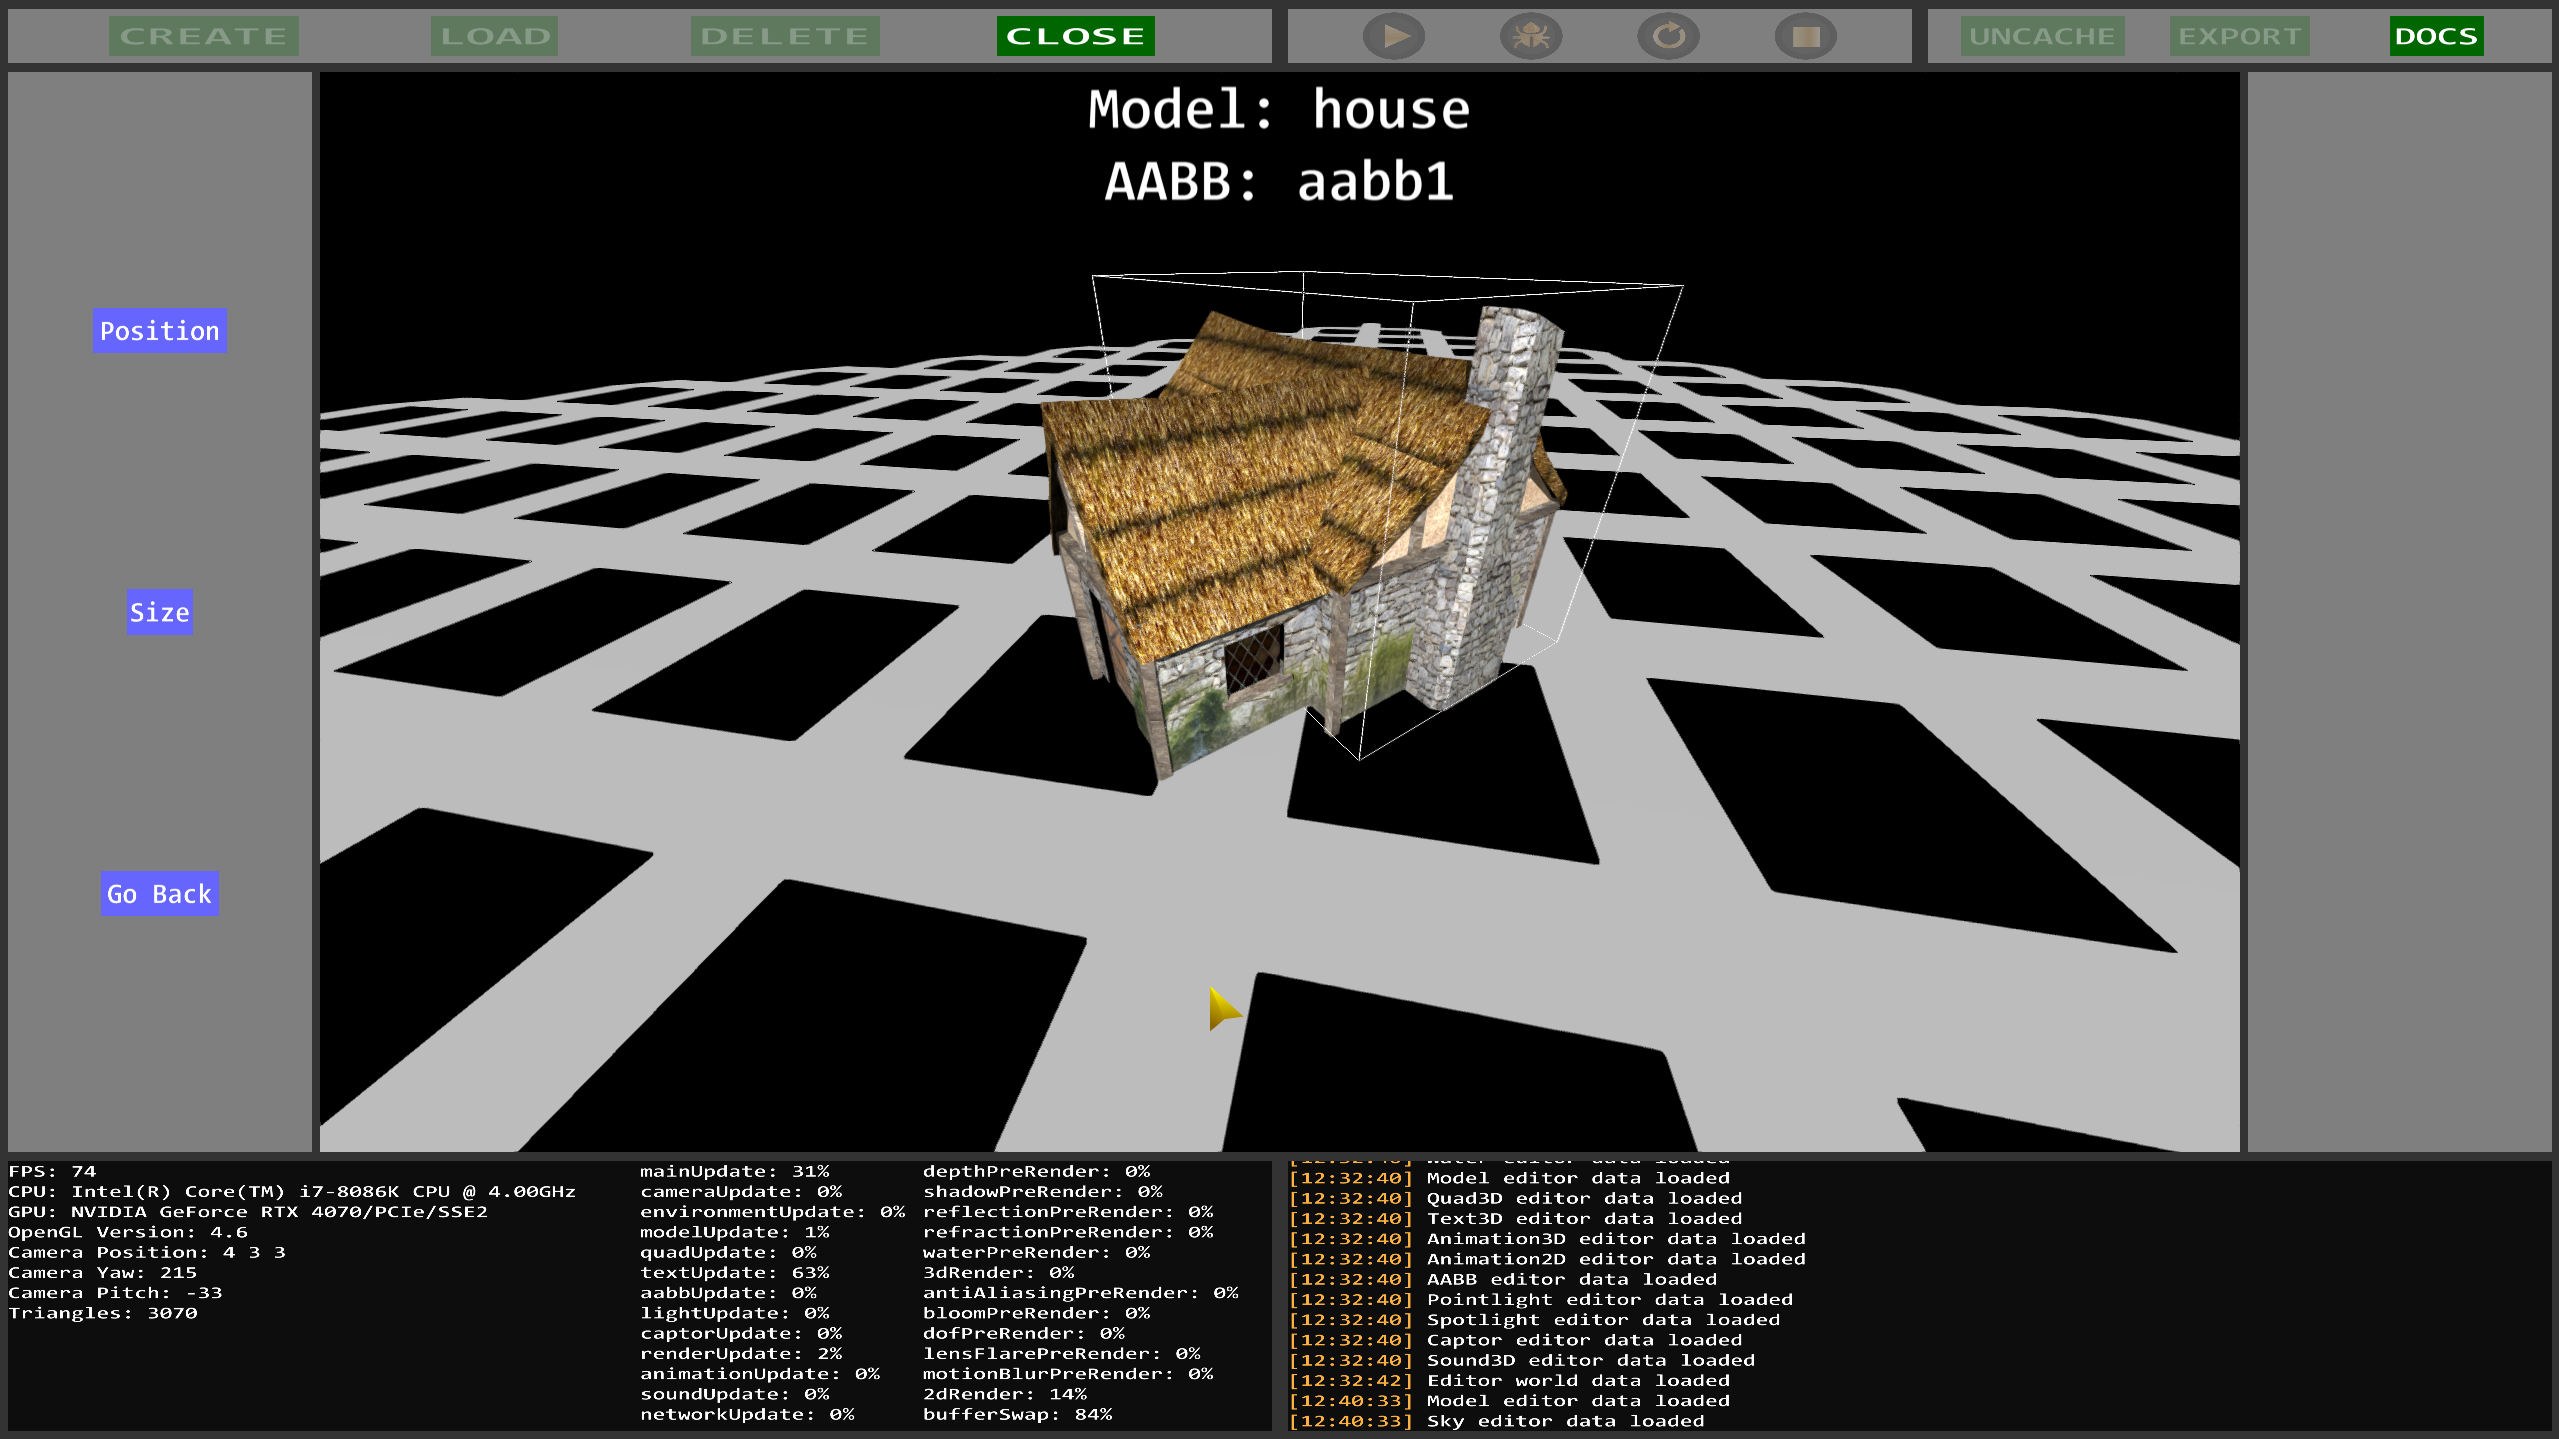 CREATE LOAD DELETE CLOSE UNCACHE EXPORT DOCS
Model: house
AABB: aabb1
Position
Size
Go Back
FPS: 74
CPU: Intel(R) Core(TM) i7-8086K CPU @ 4.00GHz
GPU: NVIDIA GeForce RTX 4070/PCIe/SSE2
OpenGL Version: 4.6
Camera Position: 4 3 3
Camera Yaw: 215
Camera Pitch: -33
Triangles: 3070
mainUpdate: 31%
cameraUpdate: 0%
environmentUpdate: 0%
modelUpdate: 1%
quadUpdate: 0%
textUpdate: 63%
aabbUpdate: 0%
lightUpdate: 0%
captorUpdate: 0%
renderUpdate: 2%
animationUpdate: 0%
soundUpdate: 0%
networkUpdate: 0%
depthPreRender: 0%
shadowPreRender: 0%
reflectionPreRender: 0%
refractionPreRender: 0%
waterPreRender: 0%
3dRender: 0%
antiAliasingPreRender: 0%
bloomPreRender: 0%
dofPreRender: 0%
lensFlarePreRender: 0%
motionBlurPreRender: 0%
2dRender: 14%
bufferSwap: 84%
[12:32:40] Water editor data loaded
[12:32:40] Model editor data loaded
[12:32:40] Quad3D editor data loaded
[12:32:40] Text3D editor data loaded
[12:32:40] Animation3D editor data loaded
[12:32:40] Animation2D editor data loaded
[12:32:40] AABB editor data loaded
[12:32:40] Pointlight editor data loaded
[12:32:40] Spotlight editor data loaded
[12:32:40] Captor editor data loaded
[12:32:40] Sound3D editor data loaded
[12:32:42] Editor world data loaded
[12:40:33] Model editor data loaded
[12:40:33] Sky editor data loaded